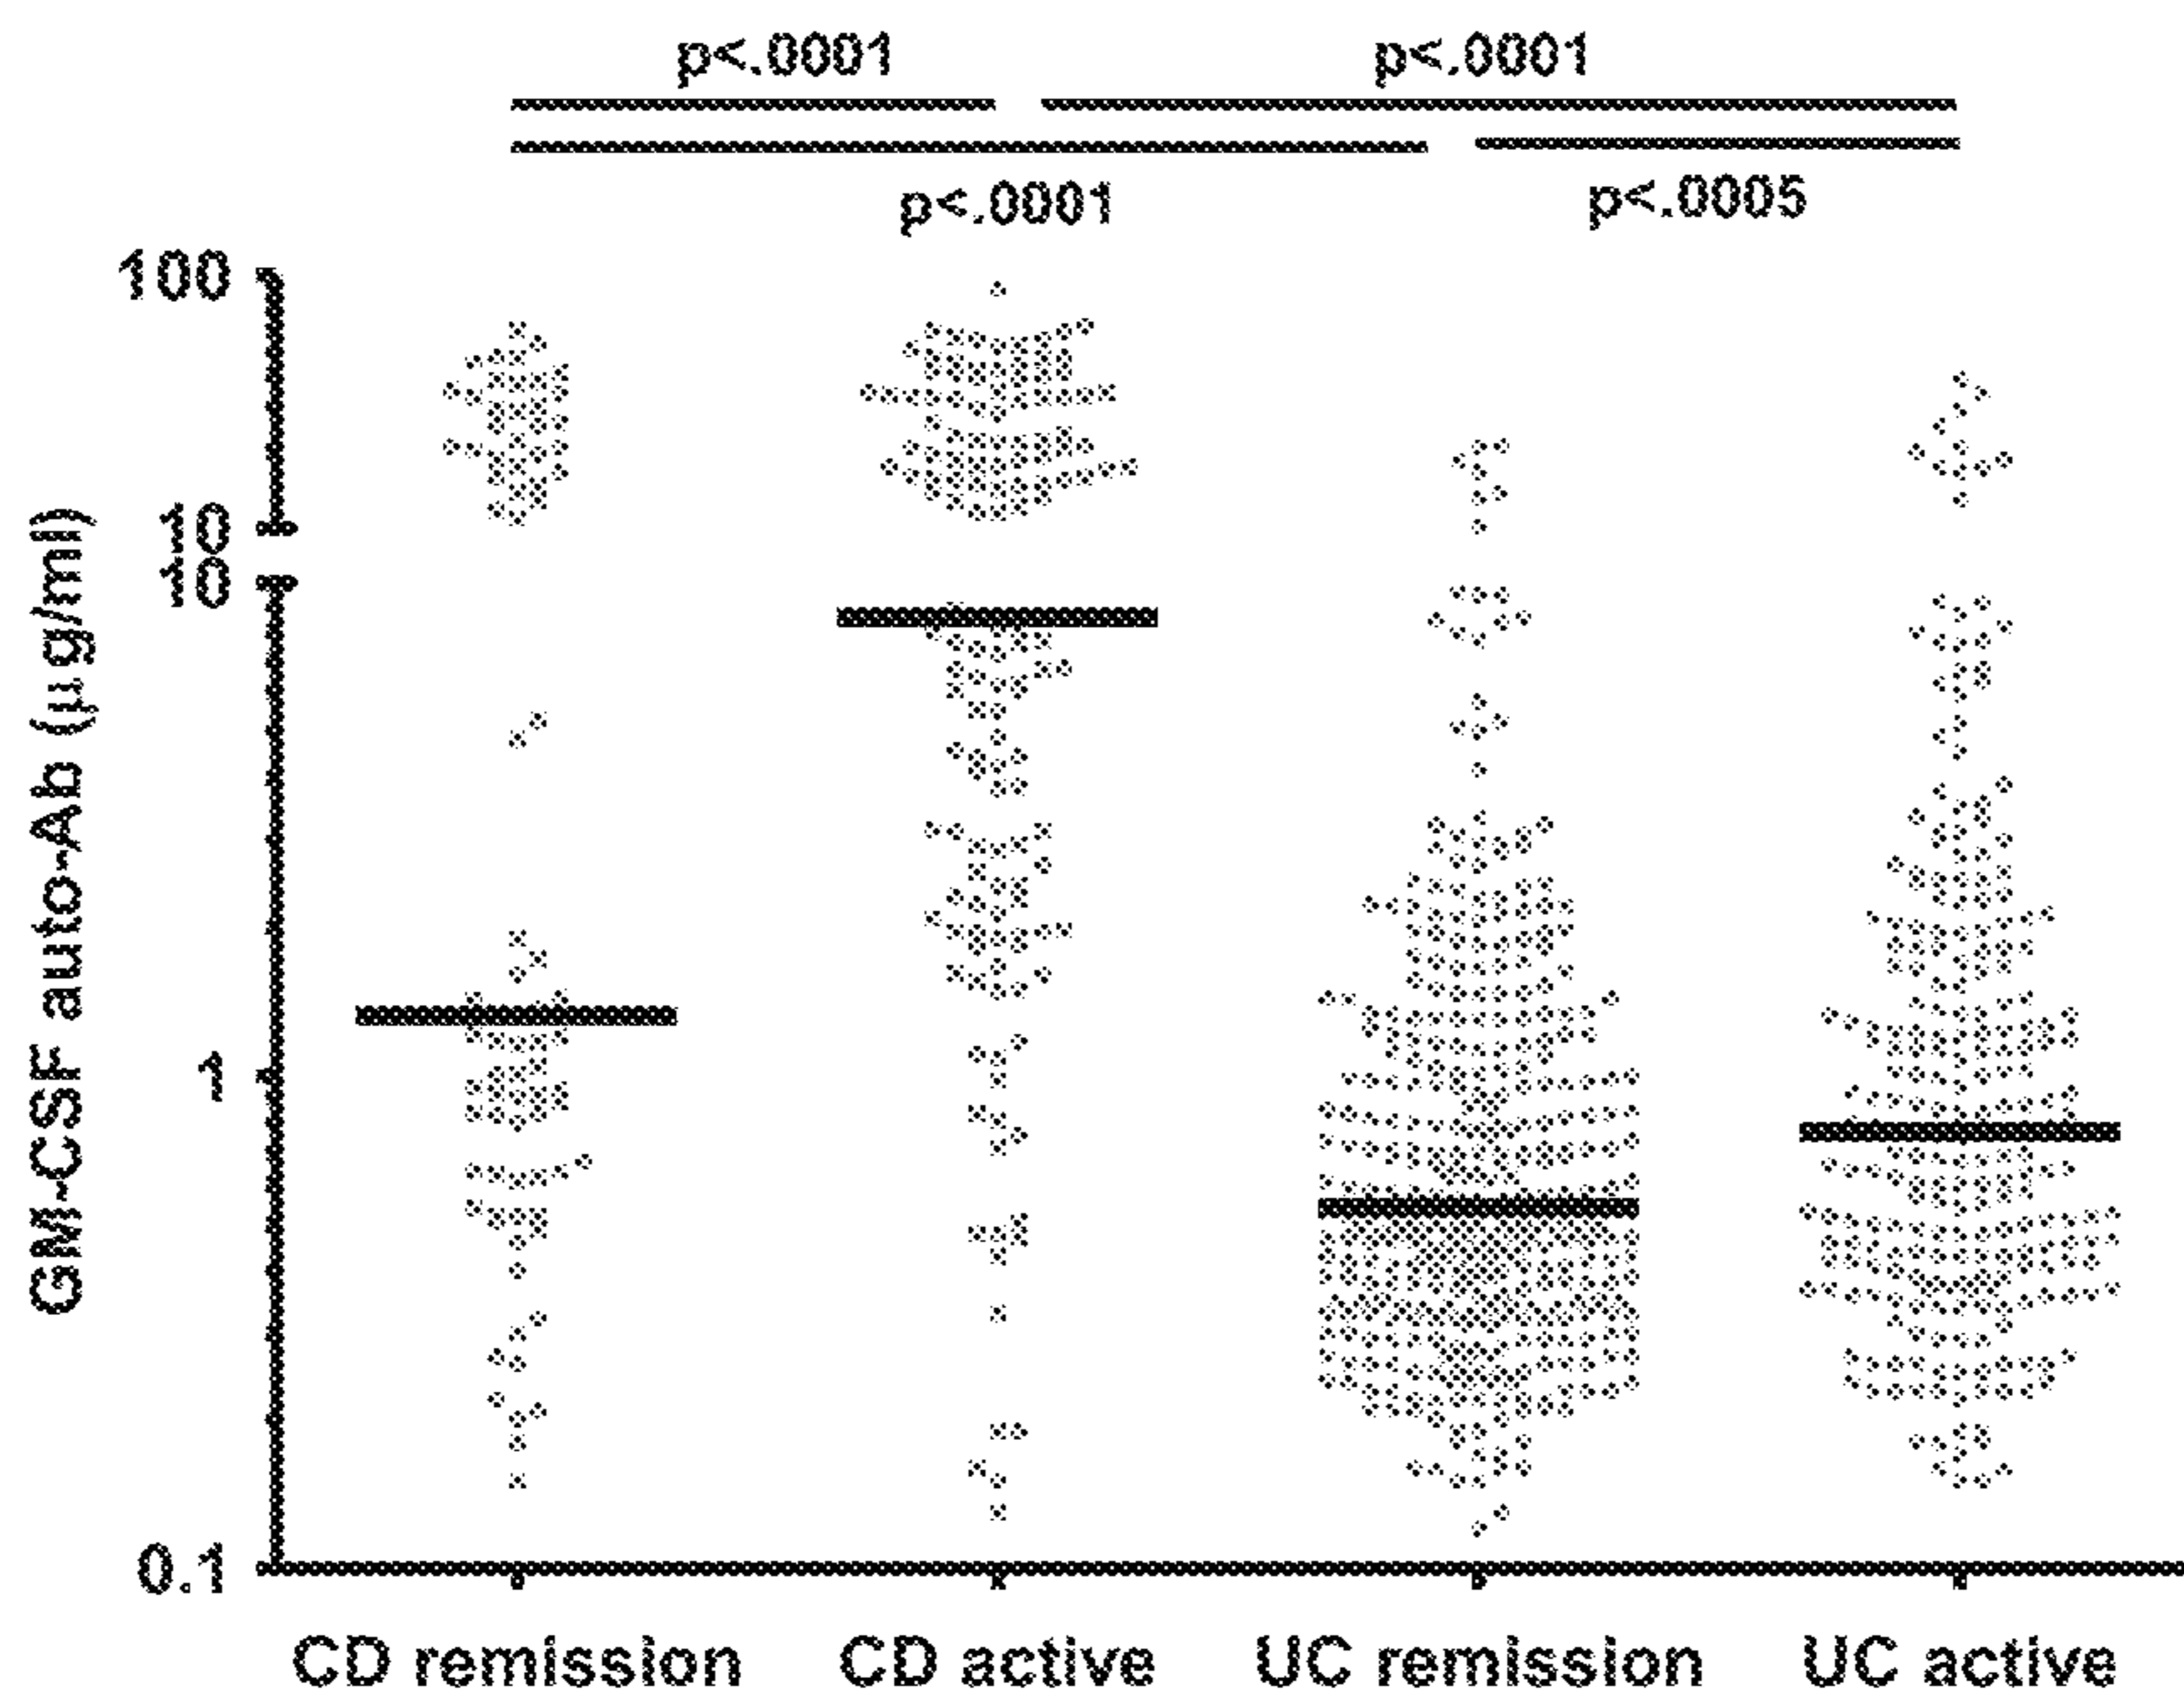 p<.0001 p<.0001
p<.0001 p<.0005
100
10
10
1
0.1
GM-CSF auto-Ab (µg/ml)
CD remission CD active UC remission UC active